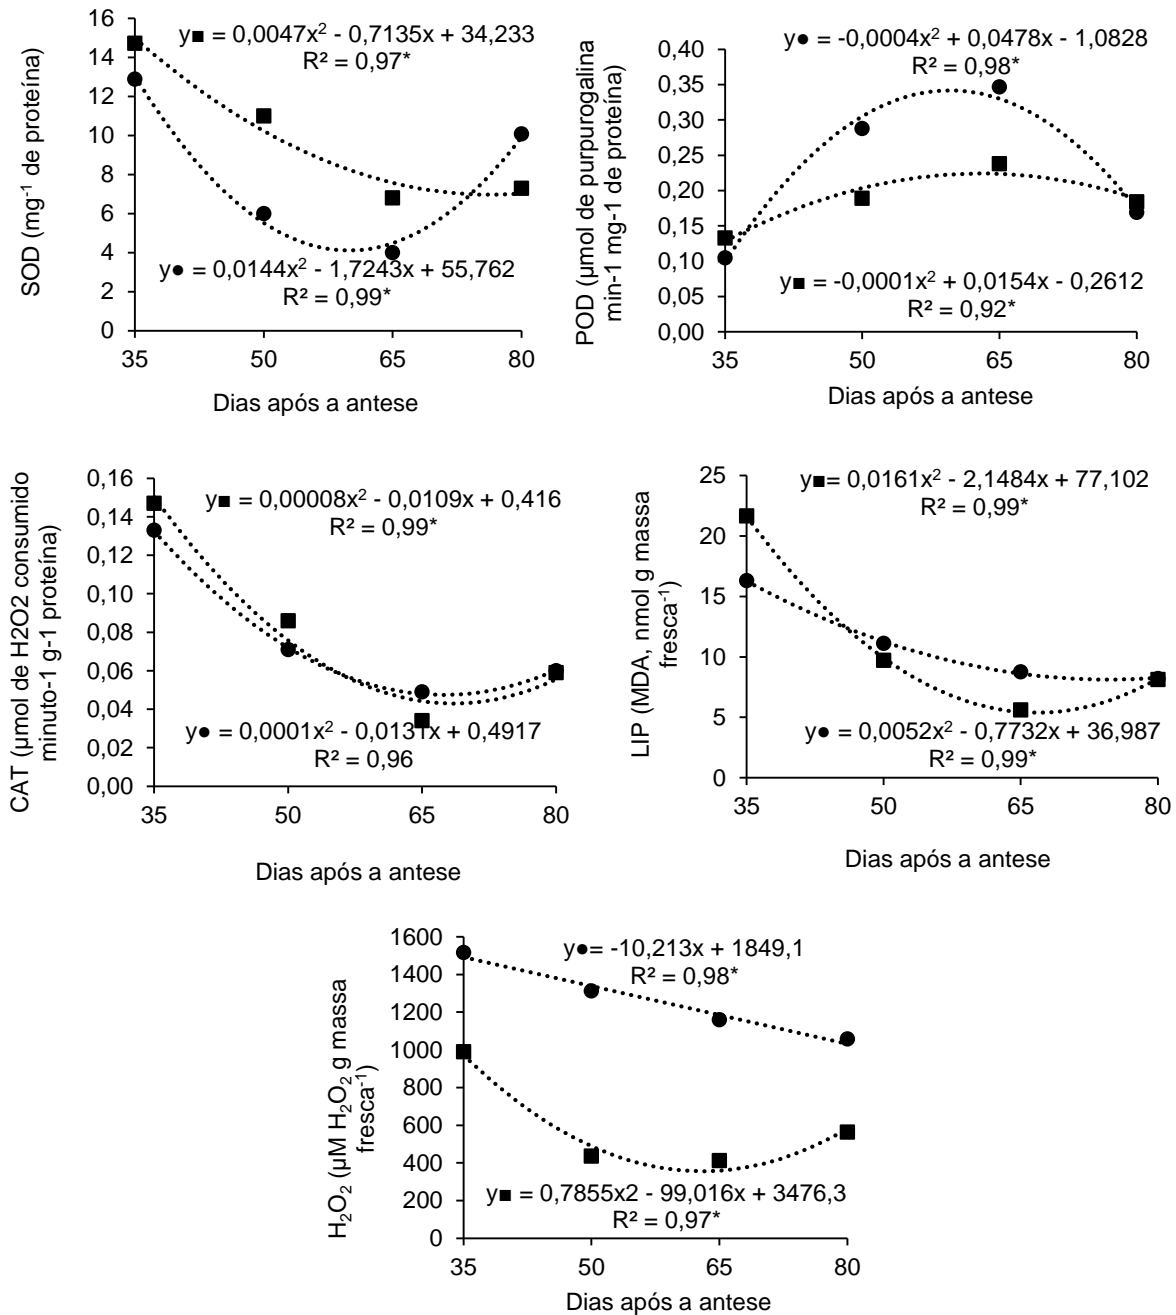 SOD (mg⁻¹ de proteína)
16
14
12
10
8
6
4
2
0
y■ = 0,0047x² - 0,7135x + 34,233
R² = 0,97*
y● = 0,0144x² - 1,7243x + 55,762
R² = 0,99*
35 50 65 80
Dias após a antese
POD (µmol de purpurogalina
min-1 mg-1 de proteína)
0,40
0,35
0,30
0,25
0,20
0,15
0,10
0,05
0,00
y● = -0,0004x² + 0,0478x - 1,0828
R² = 0,98*
y■ = -0,0001x² + 0,0154x - 0,2612
R² = 0,92*
35 50 65 80
Dias após a antese
CAT (µmol de H2O2 consumido
minuto-1 g-1 proteína)
0,16
0,14
0,12
0,10
0,08
0,06
0,04
0,02
0,00
y■ = 0,00008x² - 0,0109x + 0,416
R² = 0,99*
y● = 0,0001x² - 0,0131x + 0,4917
R² = 0,96
35 50 65 80
Dias após a antese
LIP (MDA, nmol g massa
fresca⁻¹)
25
20
15
10
5
0
y■= 0,0161x² - 2,1484x + 77,102
R² = 0,99*
y● = 0,0052x² - 0,7732x + 36,987
R² = 0,99*
35 50 65 80
Dias após a antese
H₂O₂ (µM H₂O₂ g massa
fresca⁻¹)
1600
1400
1200
1000
800
600
400
200
0
y●= -10,213x + 1849,1
R² = 0,98*
y■ = 0,7855x2 - 99,016x + 3476,3
R² = 0,97*
35 50 65 80
Dias após a antese